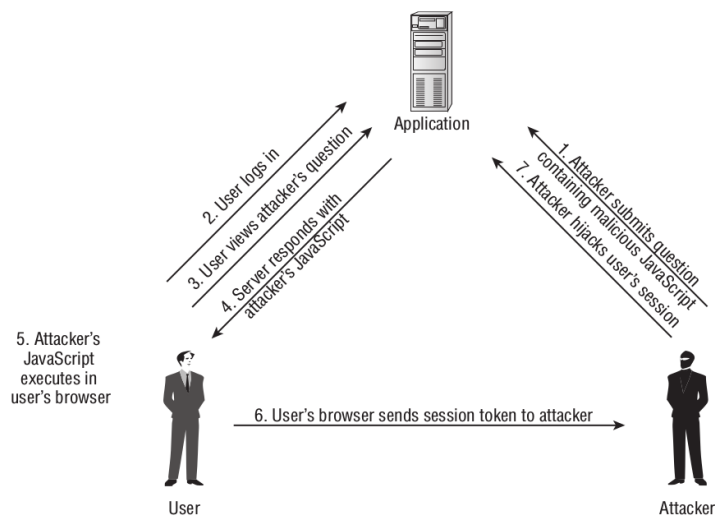 Application
2. User logs in
3. User views attacker's question
4. Server responds with
attacker's JavaScript
1. Attacker submits question
containing malicious JavaScript
7. Attacker hijacks user's session
5. Attacker's
JavaScript
executes in
user's browser
6. User's browser sends session token to attacker
User
Attacker